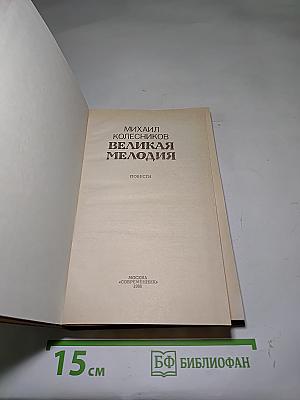 МИХАИЛ
КОЛЕСНИКОВ
ВЕЛИКАЯ
МЕЛОДИЯ
ПОВЕСТИ
МОСКВА
«СОВРЕМЕННИК»
15 см
БФ БИБЛИОФАН